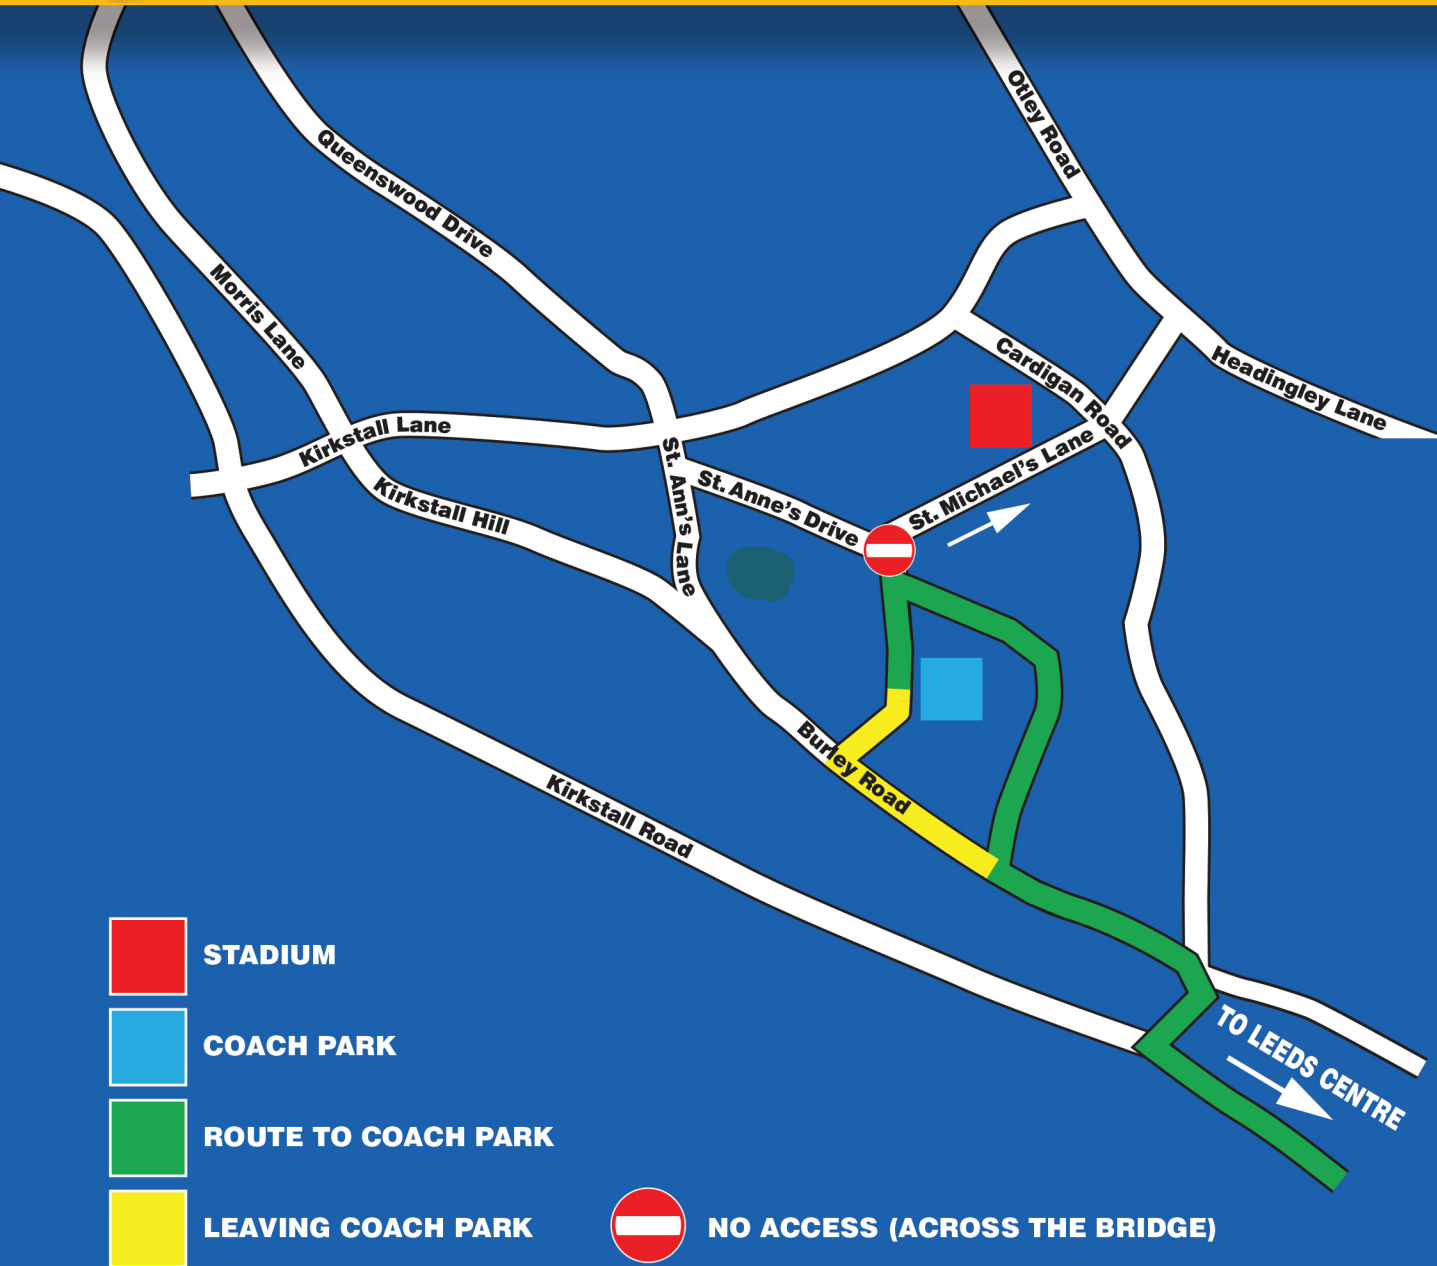 Otley Road
Queenswood Drive
Morris Lane
Cardigan Road
Headingley Lane
Kirkstall Lane
St. Ann's Lane
St. Anne's Drive
St. Michael's Lane
Kirkstall Hill
Burley Road
Kirkstall Road
TO LEEDS CENTRE
STADIUM
COACH PARK
ROUTE TO COACH PARK
LEAVING COACH PARK
NO ACCESS (ACROSS THE BRIDGE)